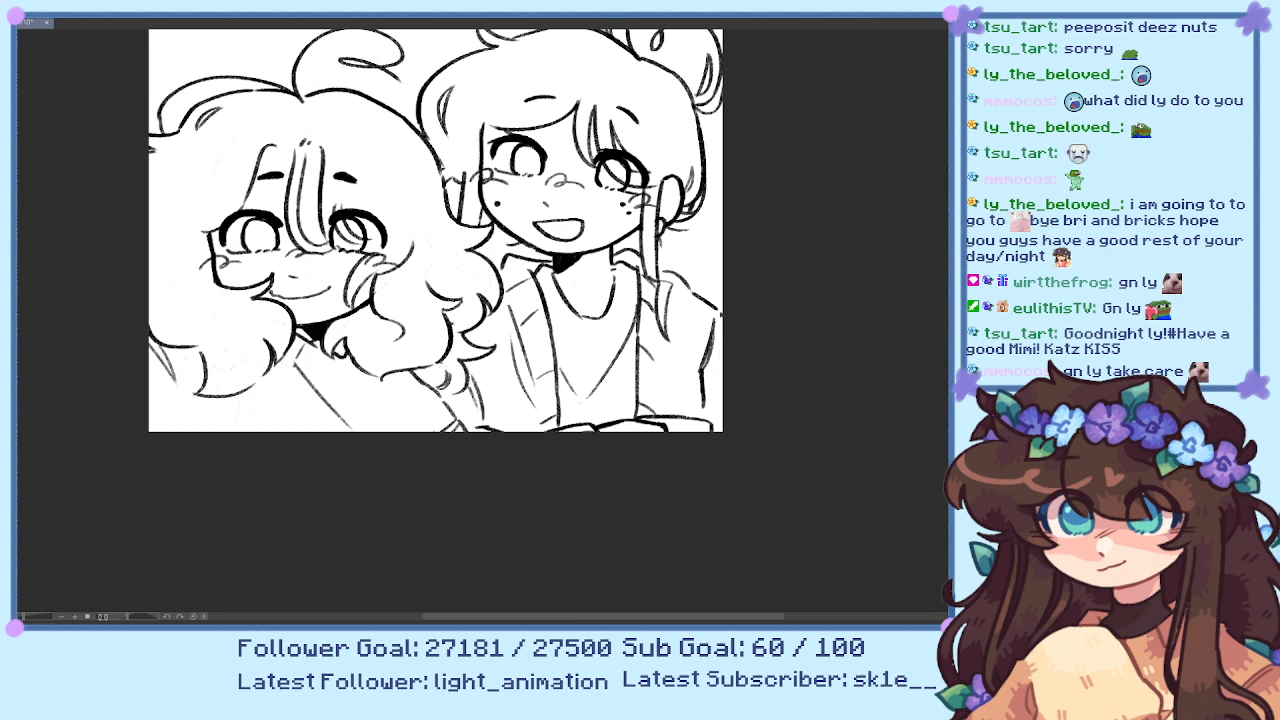 tsu_tart: peeposit deez nuts
tsu_tart: sorry
ly_the_beloved_:
mmmocos: what did ly do to you
ly_the_beloved_:
tsu_tart:
mmmocos:
ly_the_beloved_: i am going to to
go to bye bri and bricks hope
you guys have a good rest of your
day/night
wirtthefrog: gn ly
eulithisTV: Gn ly
tsu_tart: Goodnight ly!#Have a
good Mimi! Katz KISS
mmmocos: gn ly take care
Follower Goal: 27181 / 27500 Sub Goal: 60 / 100
Latest Follower: light_animation Latest Subscriber: sk1e__